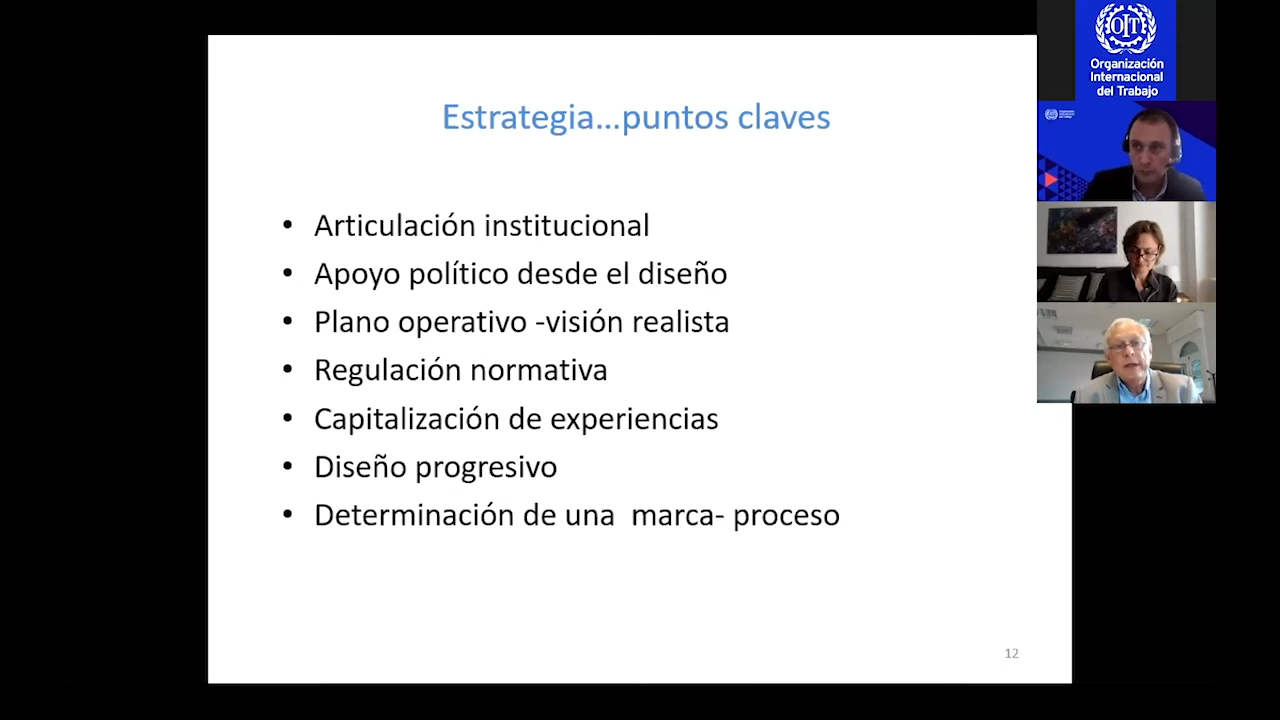 Estrategia...puntos claves
• Articulación institucional
• Apoyo político desde el diseño
• Plano operativo -visión realista
• Regulación normativa
• Capitalización de experiencias
• Diseño progresivo
• Determinación de una  marca- proceso
12
OIT
Organización
Internacional
del Trabajo